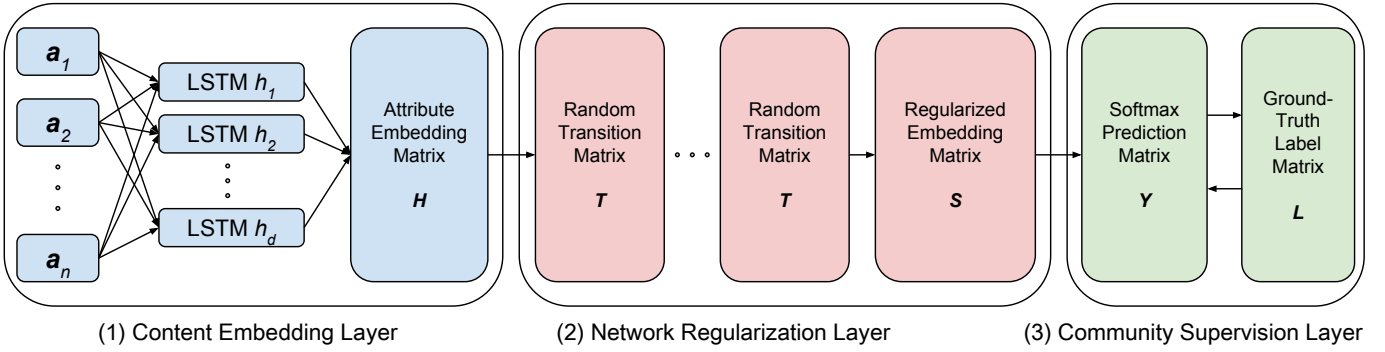 a1
a2
an
LSTM h1
LSTM h2
LSTM hd
Attribute
Embedding
Matrix
H
Random
Transition
Matrix
T
Random
Transition
Matrix
T
Regularized
Embedding
Matrix
S
Softmax
Prediction
Matrix
Y
Ground-
Truth
Label
Matrix
L
(1) Content Embedding Layer
(2) Network Regularization Layer
(3) Community Supervision Layer